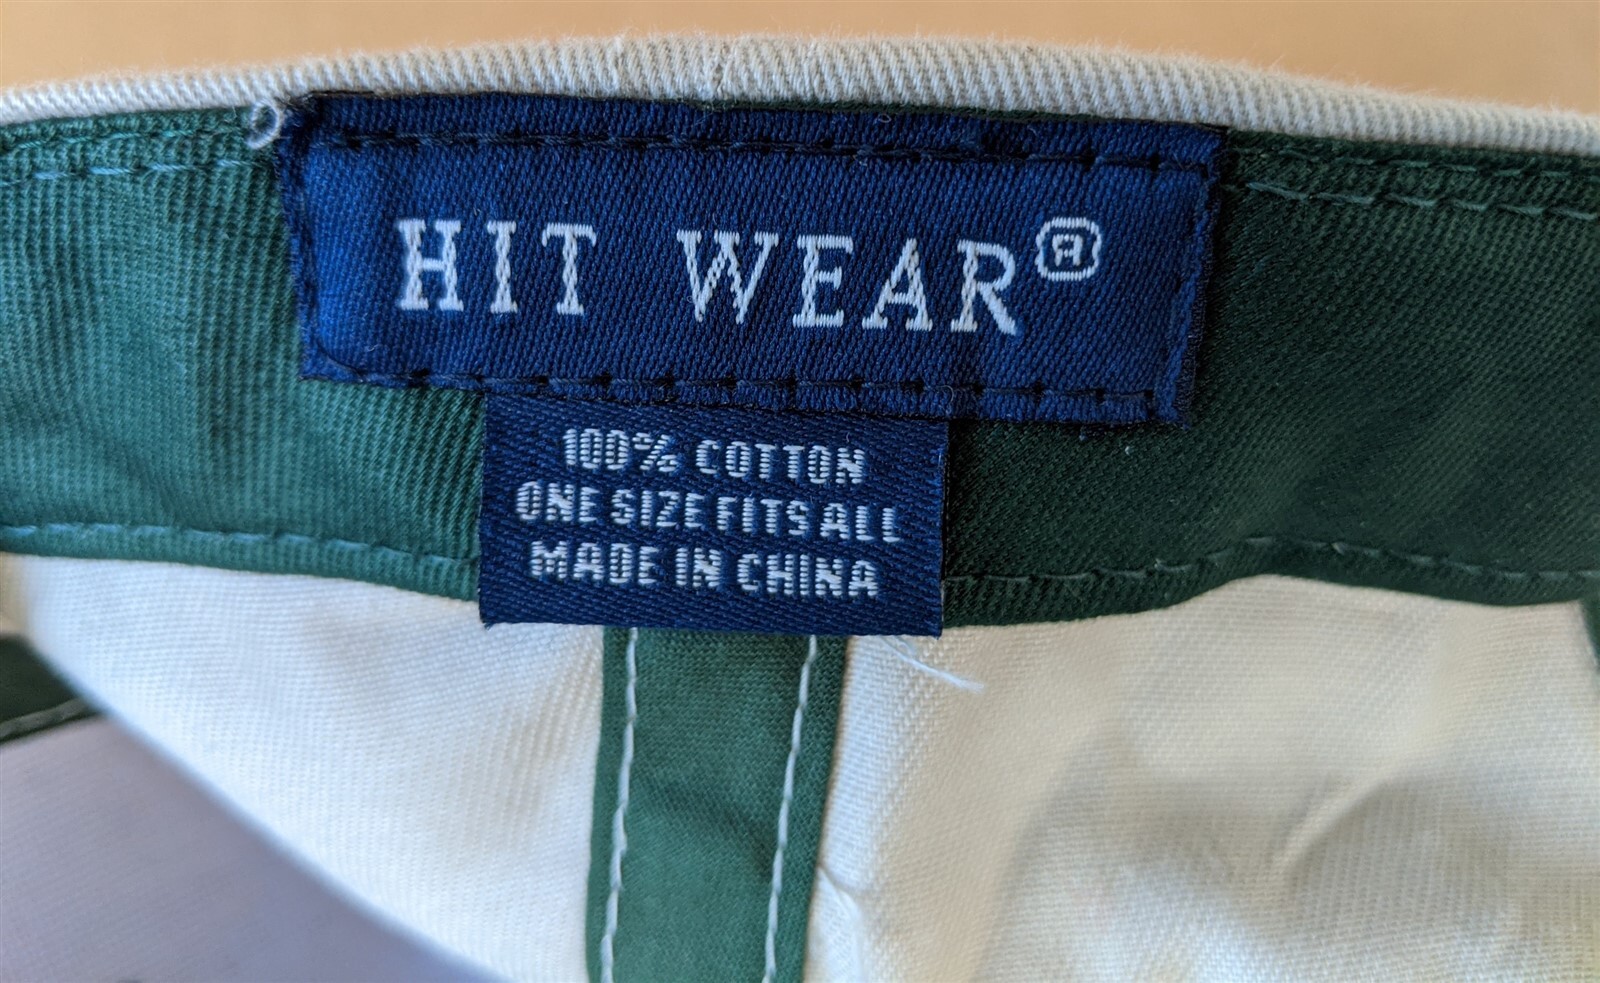 HIT WEAR®
100% COTTON
ONE SIZE FITS ALL
MADE IN CHINA